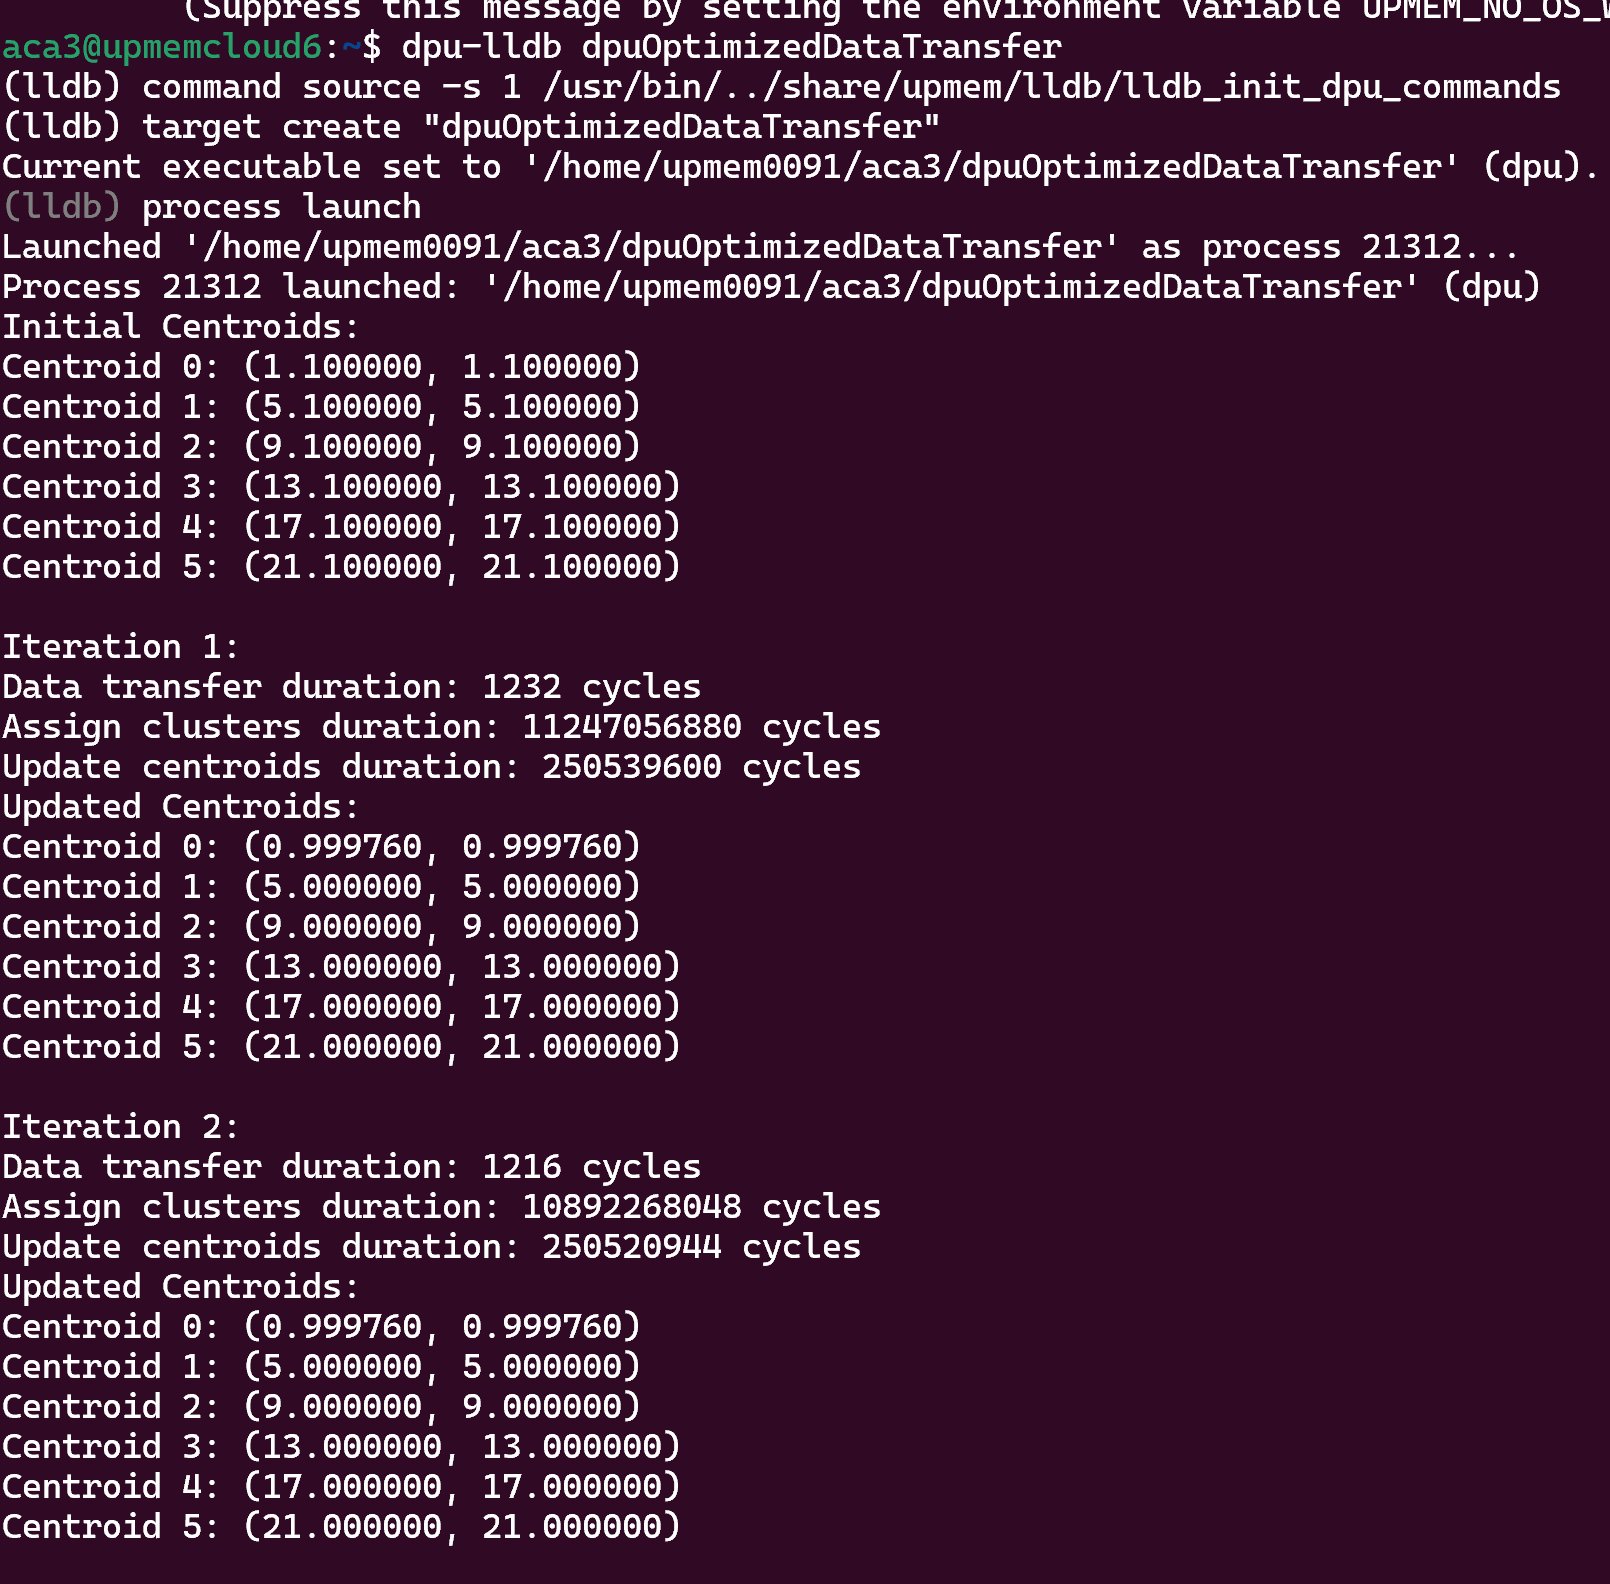 (Suppress this message by setting the environment variable UPMEM_NO_OS_W
aca3@upmemcloud6:~$ dpu-lldb dpuOptimizedDataTransfer
(lldb) command source -s 1 /usr/bin/../share/upmem/lldb/lldb_init_dpu_commands
(lldb) target create "dpuOptimizedDataTransfer"
Current executable set to '/home/upmem0091/aca3/dpuOptimizedDataTransfer' (dpu).
(lldb) process launch
Launched '/home/upmem0091/aca3/dpuOptimizedDataTransfer' as process 21312...
Process 21312 launched: '/home/upmem0091/aca3/dpuOptimizedDataTransfer' (dpu)
Initial Centroids:
Centroid 0: (1.100000, 1.100000)
Centroid 1: (5.100000, 5.100000)
Centroid 2: (9.100000, 9.100000)
Centroid 3: (13.100000, 13.100000)
Centroid 4: (17.100000, 17.100000)
Centroid 5: (21.100000, 21.100000)

Iteration 1:
Data transfer duration: 1232 cycles
Assign clusters duration: 11247056880 cycles
Update centroids duration: 250539600 cycles
Updated Centroids:
Centroid 0: (0.999760, 0.999760)
Centroid 1: (5.000000, 5.000000)
Centroid 2: (9.000000, 9.000000)
Centroid 3: (13.000000, 13.000000)
Centroid 4: (17.000000, 17.000000)
Centroid 5: (21.000000, 21.000000)

Iteration 2:
Data transfer duration: 1216 cycles
Assign clusters duration: 10892268048 cycles
Update centroids duration: 250520944 cycles
Updated Centroids:
Centroid 0: (0.999760, 0.999760)
Centroid 1: (5.000000, 5.000000)
Centroid 2: (9.000000, 9.000000)
Centroid 3: (13.000000, 13.000000)
Centroid 4: (17.000000, 17.000000)
Centroid 5: (21.000000, 21.000000)